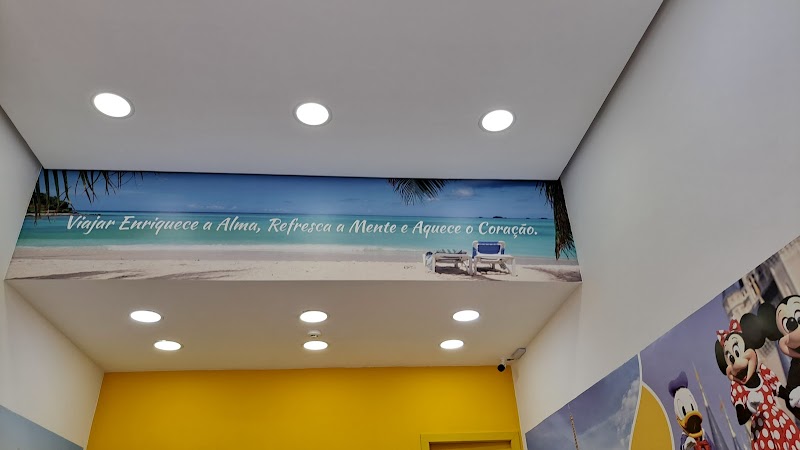 Viajar Enriquece a Alma, Refresca a Mente e Aquece o Coração.